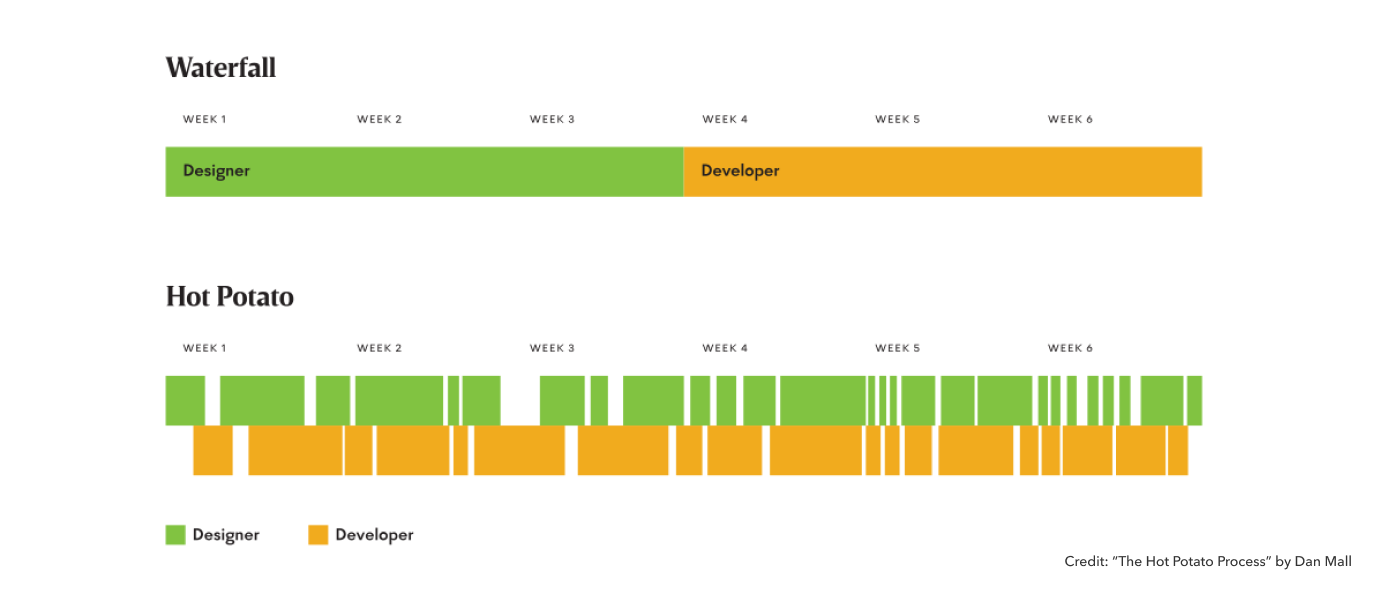 Waterfall
WEEK 1 WEEK 2 WEEK 3 WEEK 4 WEEK 5 WEEK 6
Designer Developer
Hot Potato
WEEK 1 WEEK 2 WEEK 3 WEEK 4 WEEK 5 WEEK 6
Designer Developer
Credit: “The Hot Potato Process” by Dan Mall